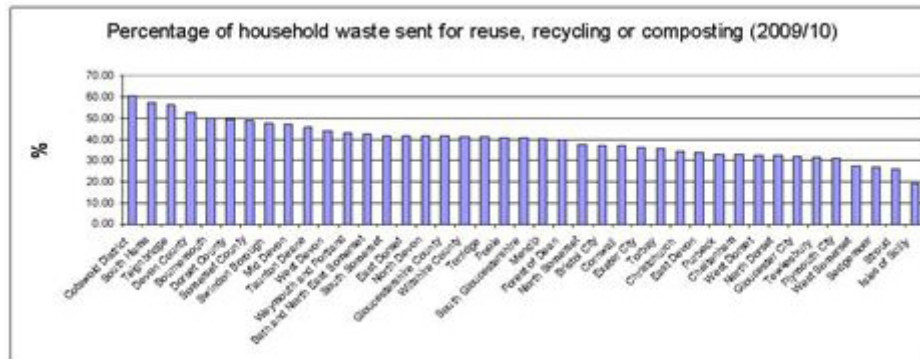 Percentage of household waste sent for reuse, recycling or composting (2009/10)
%
70.00
60.00
50.00
40.00
30.00
20.00
10.00
0.00
Cotswold District
South Hams
Teignbridge
Devon County
Bournemouth
Dorset County
Somerset County
Swindon Borough
Mid Devon
Taunton Deane
West Devon
Weymouth and Portland
Bath and North East Somerset
South Somerset
East Dorset
North Devon
Gloucestershire County
Wiltshire County
Torridge
Poole
South Gloucestershire
Mendip
Forest of Dean
North Somerset
Bristol City
Cornwall
Exeter City
Torbay
Christchurch
East Devon
Purbeck
Cheltenham
West Dorset
North Dorset
Gloucester City
Tewkesbury
Plymouth City
West Somerset
Sedgemoor
Stroud
Isles of Scilly